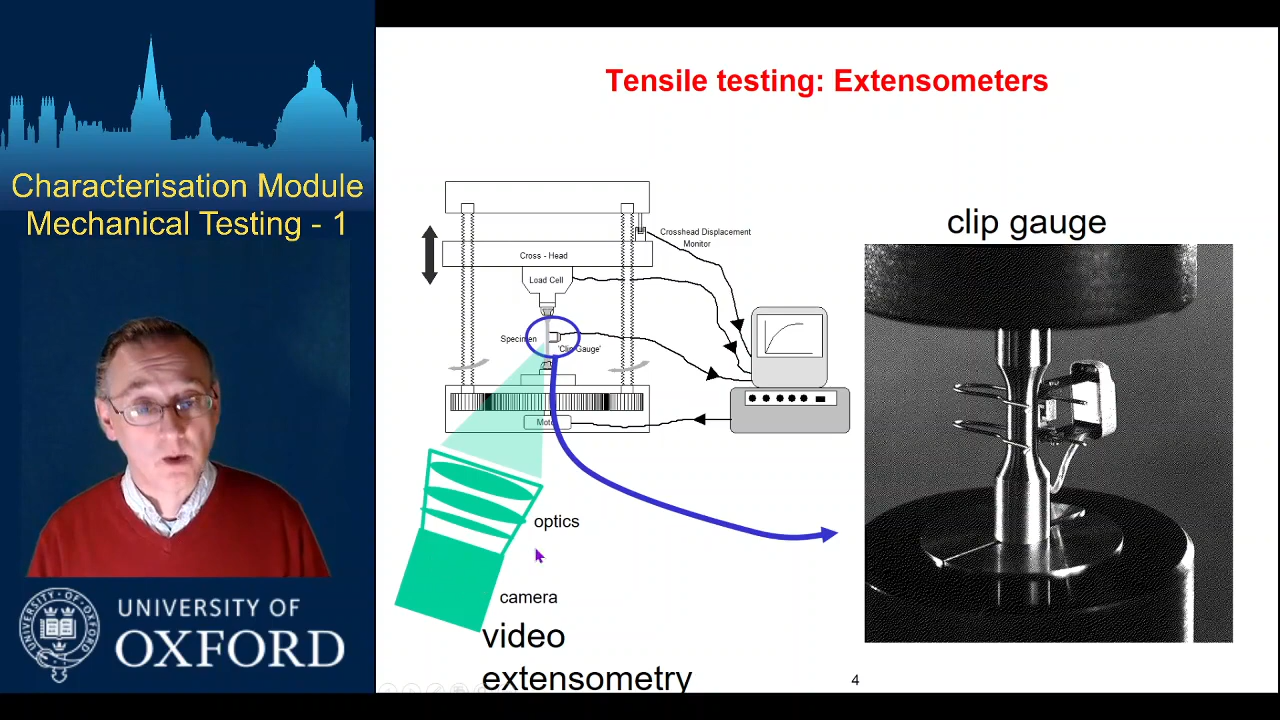 Characterisation Module
Mechanical Testing - 1
UNIVERSITY OF
OXFORD
Tensile testing: Extensometers
clip gauge
Crosshead Displacement
Monitor
Cross - Head
Load Cell
Specimen
'Clip Gauge'
Motor
optics
camera
video
extensometry
4